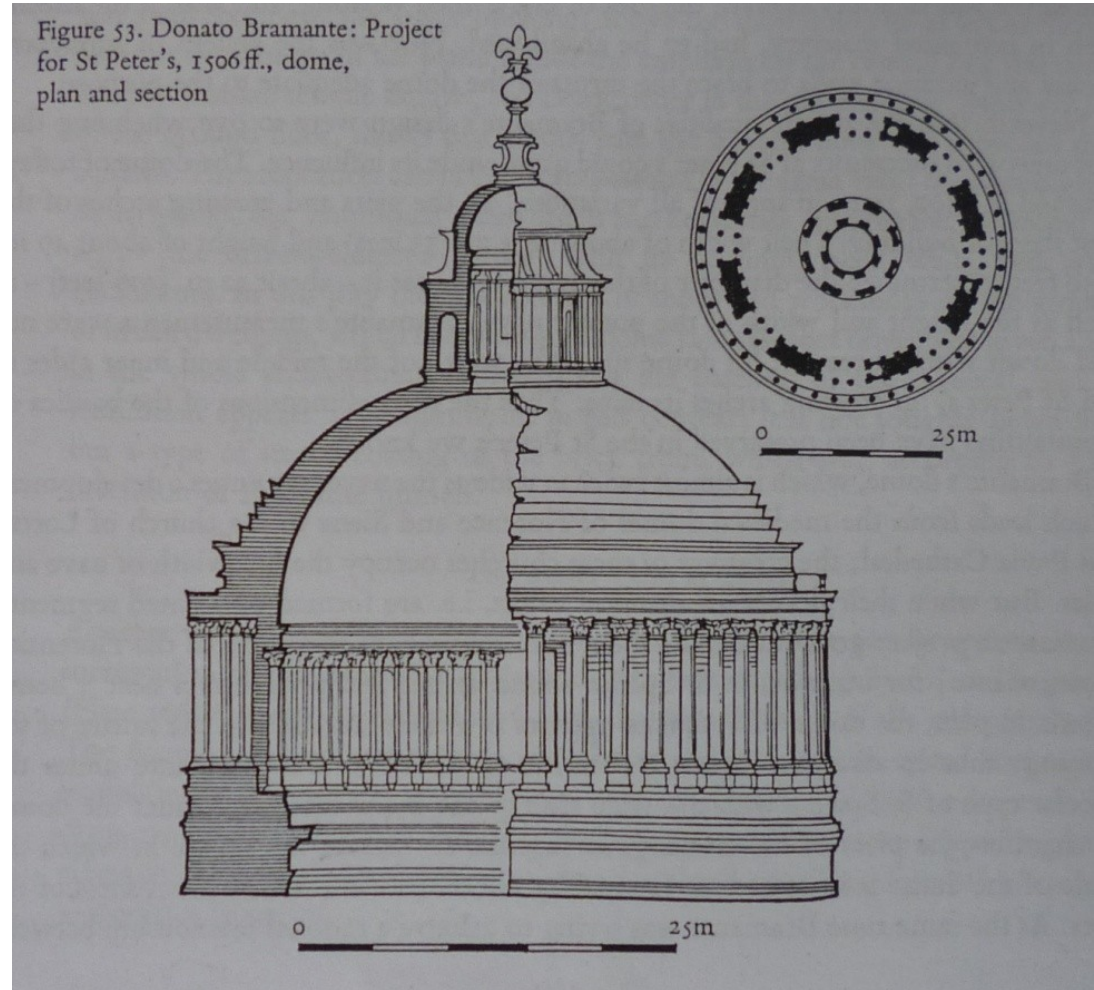 Figure 53. Donato Bramante: Project
for St Peter's, 1506 ff., dome,
plan and section
0 25m
0 25m